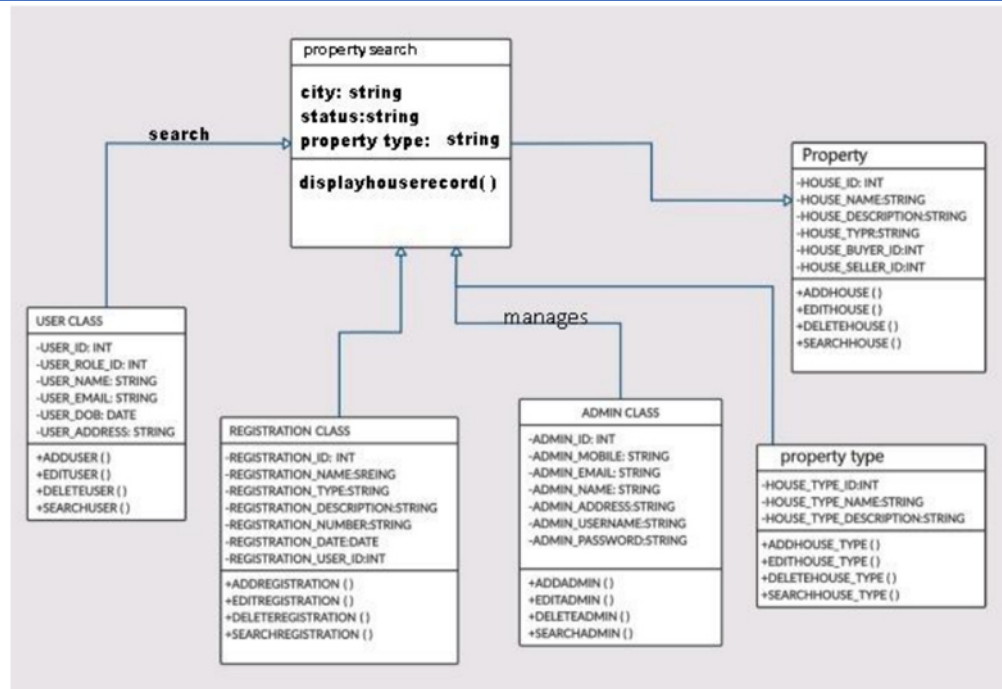 property search
city: string
status:string
property type: string
displayhouserecord( )
search
Property
-HOUSE_ID: INT
-HOUSE_NAME:STRING
-HOUSE_DESCRIPTION:STRING
-HOUSE_TYPR:STRING
-HOUSE_BUYER_ID:INT
-HOUSE_SELLER_ID:INT
+ADDHOUSE ( )
+EDITHOUSE ( )
+DELETEHOUSE ( )
+SEARCHHOUSE ( )
manages
USER CLASS
-USER_ID: INT
-USER_ROLE_ID: INT
-USER_NAME: STRING
-USER_EMAIL: STRING
-USER_DOB: DATE
-USER_ADDRESS: STRING
+ADDUSER ( )
+EDITUSER ( )
+DELETEUSER ( )
+SEARCHUSER ( )
REGISTRATION CLASS
-REGISTRATION_ID: INT
-REGISTRATION_NAME:SREING
-REGISTRATION_TYPE:STRING
-REGISTRATION_DESCRIPTION:STRING
-REGISTRATION_NUMBER:STRING
-REGISTRATION_DATE:DATE
-REGISTRATION_USER_ID:INT
+ADDREGISTRATION ( )
+EDITREGISTRATION ( )
+DELETEREGISTRATION ( )
+SEARCHREGISTRATION ( )
ADMIN CLASS
-ADMIN_ID: INT
-ADMIN_MOBILE: STRING
-ADMIN_EMAIL: STRING
-ADMIN_NAME: STRING
-ADMIN_ADDRESS:STRING
-ADMIN_USERNAME:STRING
-ADMIN_PASSWORD:STRING
+ADDADMIN ( )
+EDITADMIN ( )
+DELETEADMIN ( )
+SEARCHADMIN ( )
property type
-HOUSE_TYPE_ID:INT
-HOUSE_TYPE_NAME:STRING
-HOUSE_TYPE_DESCRIPTION:STRING
+ADDHOUSE_TYPE ( )
+EDITHOUSE_TYPE ( )
+DELETEHOUSE_TYPE ( )
+SEARCHHOUSE_TYPE ( )